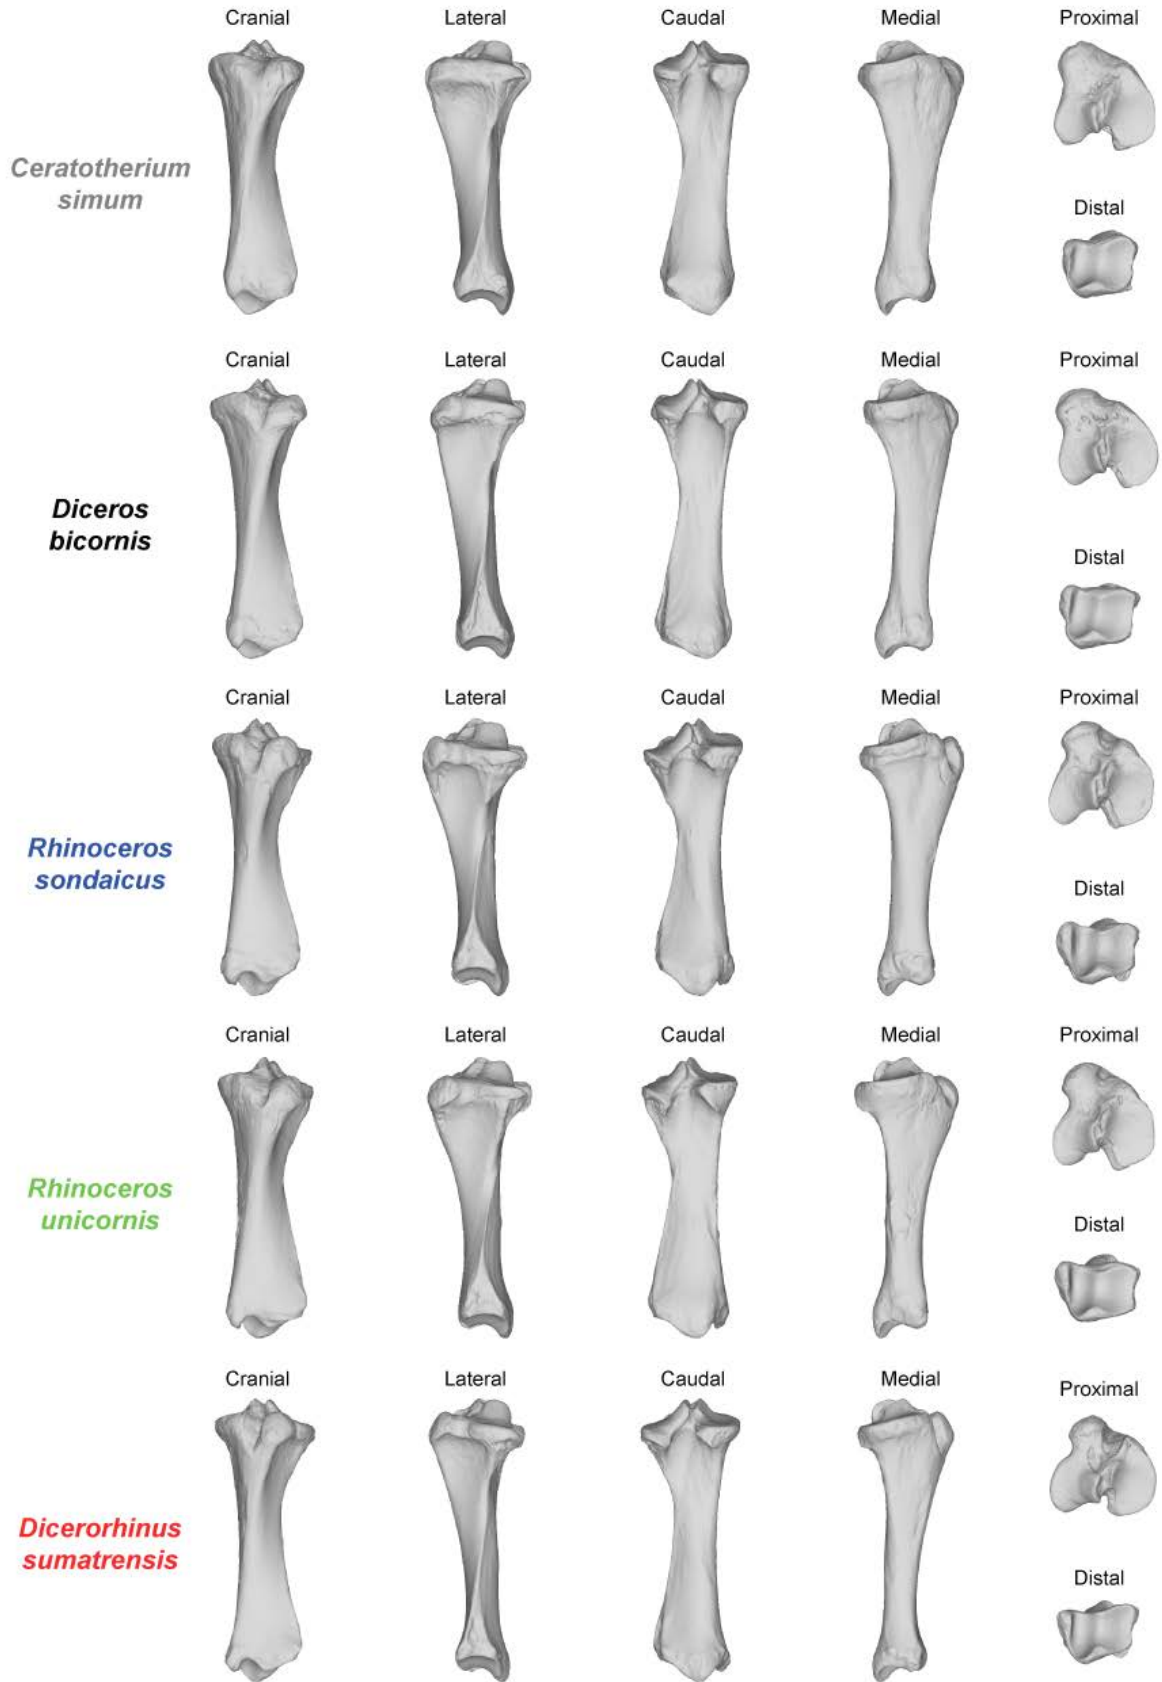 Cranial Lateral Caudal Medial Proximal
Ceratotherium
simum
Distal
Cranial Lateral Caudal Medial Proximal
Diceros
bicornis
Distal
Cranial Lateral Caudal Medial Proximal
Rhinoceros
sondaicus
Distal
Cranial Lateral Caudal Medial Proximal
Rhinoceros
unicornis
Distal
Cranial Lateral Caudal Medial Proximal
Dicerorhinus
sumatrensis
Distal